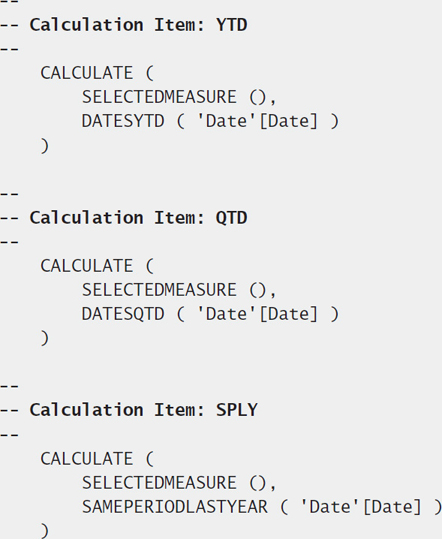 --
-- Calculation Item: YTD
--
CALCULATE (
SELECTEDMEASURE (),
DATESYTD ( 'Date'[Date] )
)
--
-- Calculation Item: QTD
--
CALCULATE (
SELECTEDMEASURE (),
DATESQTD ( 'Date'[Date] )
)
--
-- Calculation Item: SPLY
--
CALCULATE (
SELECTEDMEASURE (),
SAMEPERIODLASTYEAR ( 'Date'[Date] )
)